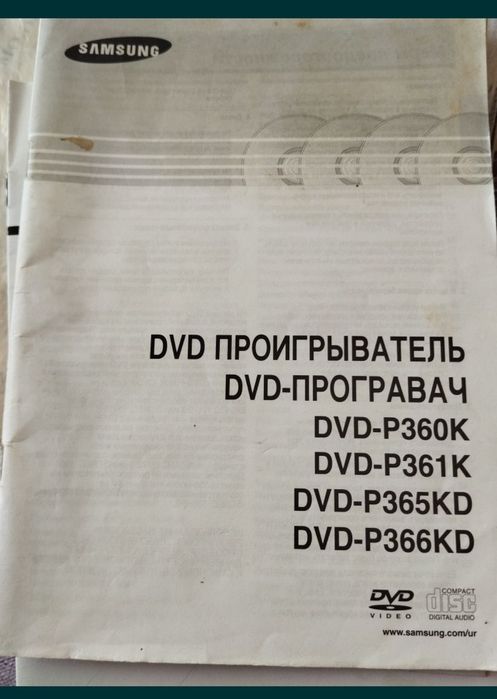 SAMSUNG
DVD ПРОИГРЫВАТЕЛЬ
DVD-ПРОГРАВАЧ
DVD-P360K
DVD-P361K
DVD-P365KD
DVD-P366KD
DVD
VIDEO
COMPACT
disc
DIGITAL AUDIO
www.samsung.com/ur